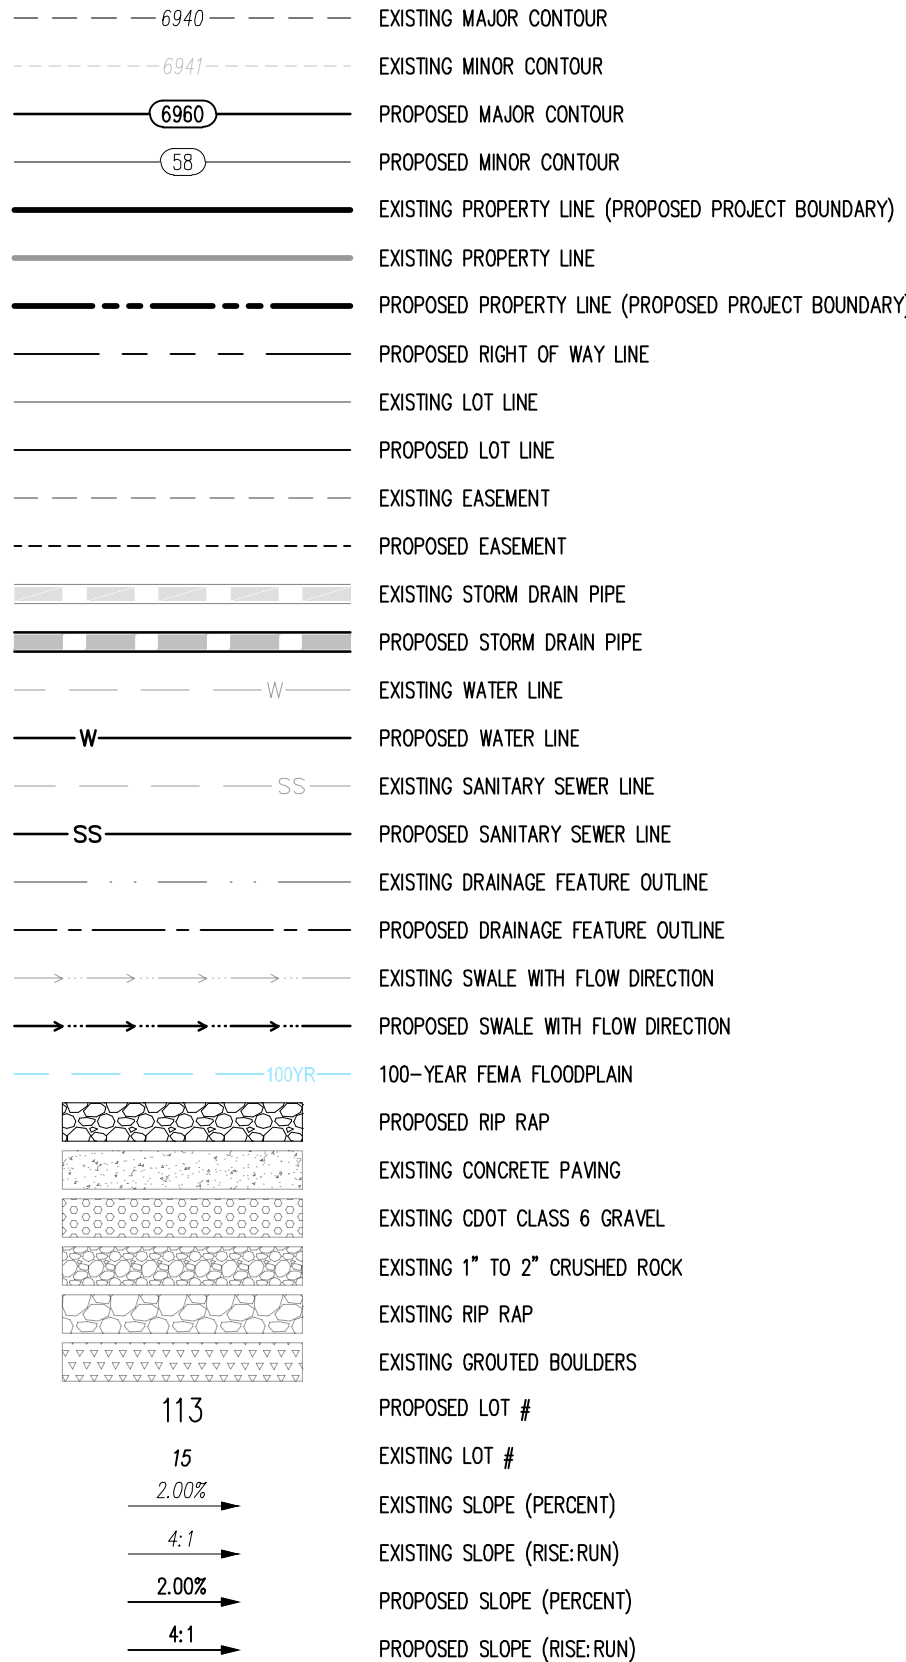 6940 EXISTING MAJOR CONTOUR
6941 EXISTING MINOR CONTOUR
6960 PROPOSED MAJOR CONTOUR
58 PROPOSED MINOR CONTOUR
EXISTING PROPERTY LINE (PROPOSED PROJECT BOUNDARY)
EXISTING PROPERTY LINE
PROPOSED PROPERTY LINE (PROPOSED PROJECT BOUNDARY)
PROPOSED RIGHT OF WAY LINE
EXISTING LOT LINE
PROPOSED LOT LINE
EXISTING EASEMENT
PROPOSED EASEMENT
EXISTING STORM DRAIN PIPE
PROPOSED STORM DRAIN PIPE
W EXISTING WATER LINE
W PROPOSED WATER LINE
SS EXISTING SANITARY SEWER LINE
SS PROPOSED SANITARY SEWER LINE
EXISTING DRAINAGE FEATURE OUTLINE
PROPOSED DRAINAGE FEATURE OUTLINE
EXISTING SWALE WITH FLOW DIRECTION
PROPOSED SWALE WITH FLOW DIRECTION
100YR 100-YEAR FEMA FLOODPLAIN
PROPOSED RIP RAP
EXISTING CONCRETE PAVING
EXISTING CDOT CLASS 6 GRAVEL
EXISTING 1" TO 2" CRUSHED ROCK
EXISTING RIP RAP
EXISTING GROUTED BOULDERS
113 PROPOSED LOT #
15 EXISTING LOT #
2.00% EXISTING SLOPE (PERCENT)
4:1 EXISTING SLOPE (RISE:RUN)
2.00% PROPOSED SLOPE (PERCENT)
4:1 PROPOSED SLOPE (RISE:RUN)